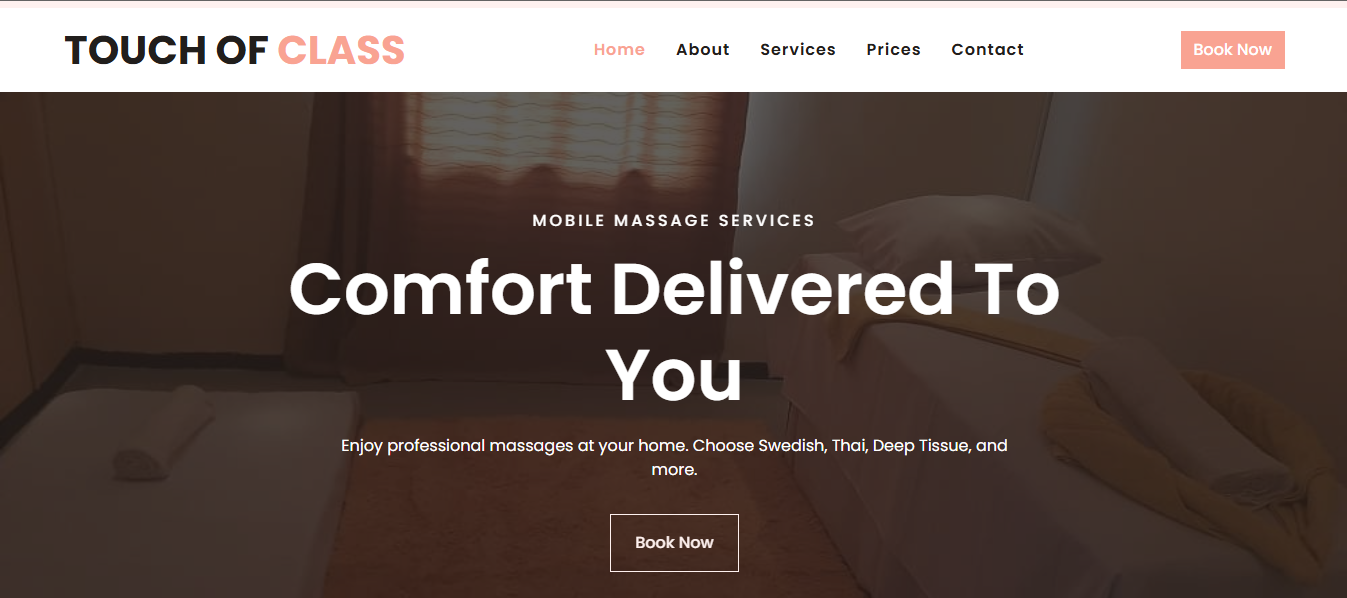 TOUCH OF CLASS
Home About Services Prices Contact
Book Now
MOBILE MASSAGE SERVICES
Comfort Delivered To
You
Enjoy professional massages at your home. Choose Swedish, Thai, Deep Tissue, and
more.
Book Now